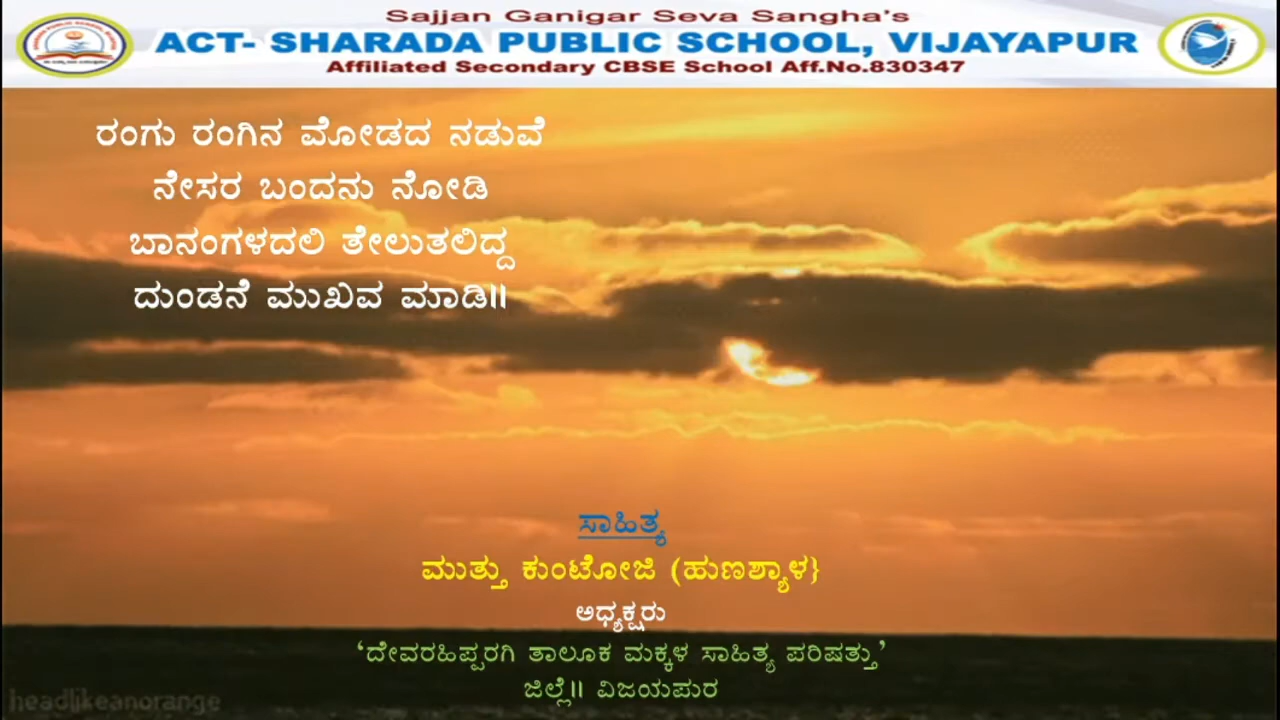 Sajjan Ganigar Seva Sangha's
ACT- SHARADA PUBLIC SCHOOL, VIJAYAPUR
Affiliated Secondary CBSE School Aff.No.830347
ರಂಗು ರಂಗಿನ ಮೋಡದ ನಡುವೆ
ನೇಸರ ಬಂದನು ನೋಡಿ
ಬಾನಂಗಳದಲಿ ತೇಲುತಲಿದ್ದ
ದುಂಡನೆ ಮುಖವ ಮಾಡಿ॥
ಸಾಹಿತ್ಯ
ಮುತ್ತು ಕುಂಟೋಜಿ (ಹುಣಶ್ಯಾಳ}
ಅಧ್ಯಕ್ಷರು
‘ದೇವರಹಿಪ್ಪರಗಿ ತಾಲೂಕ ಮಕ್ಕಳ ಸಾಹಿತ್ಯ ಪರಿಷತ್ತು’
ಜಿಲ್ಲೆ॥ ವಿಜಯಪುರ
headlikeanorange